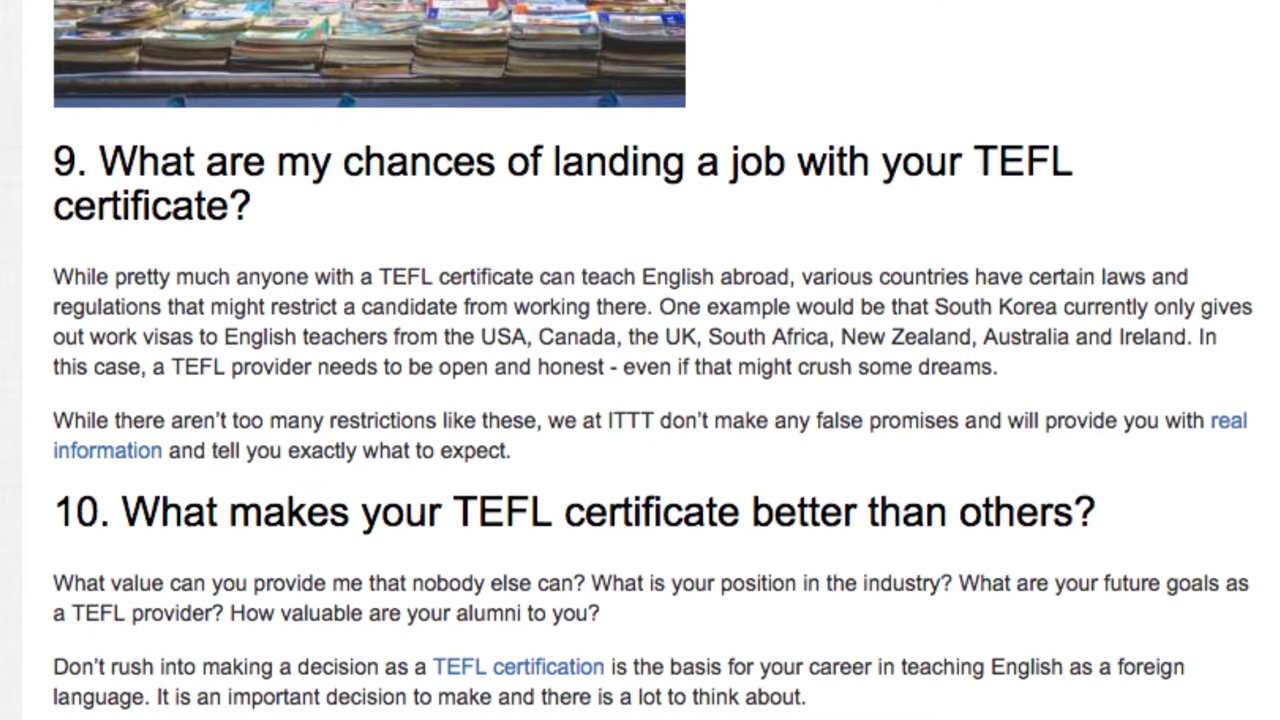 9. What are my chances of landing a job with your TEFL
certificate?
While pretty much anyone with a TEFL certificate can teach English abroad, various countries have certain laws and
regulations that might restrict a candidate from working there. One example would be that South Korea currently only gives
out work visas to English teachers from the USA, Canada, the UK, South Africa, New Zealand, Australia and Ireland. In
this case, a TEFL provider needs to be open and honest - even if that might crush some dreams.
While there aren’t too many restrictions like these, we at ITTT don’t make any false promises and will provide you with real
information and tell you exactly what to expect.
10. What makes your TEFL certificate better than others?
What value can you provide me that nobody else can? What is your position in the industry? What are your future goals as
a TEFL provider? How valuable are your alumni to you?
Don’t rush into making a decision as a TEFL certification is the basis for your career in teaching English as a foreign
language. It is an important decision to make and there is a lot to think about.